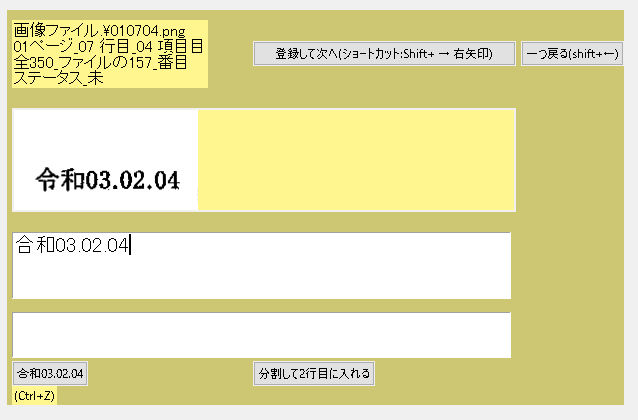 画像ファイル.¥010704.png
01ページ_07 行目_04 項目目
全350_ファイルの157_番目
ステータス_未
登録して次へ(ショートカット:Shift+ → 右矢印)
一つ戻る(shift+←)
令和03.02.04
合和03.02.04
合和03.02.04
分割して2行目に入れる
(Ctrl+Z)